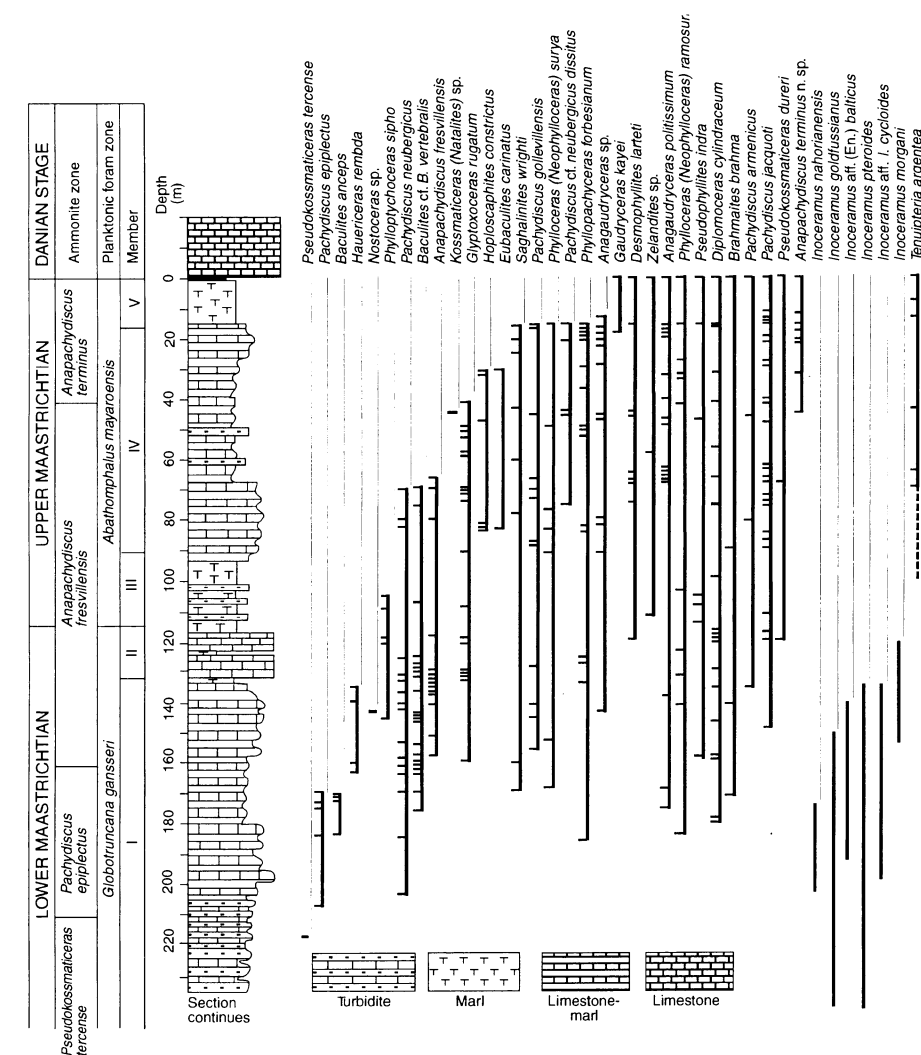 DANIAN STAGE
Ammonite zone
Planktonic foram zone
Member
Depth
(m)
UPPER MAASTRICHTIAN
LOWER MAASTRICHTIAN
Anapachydiscus
terminus
Anapachydiscus
fresvillensis
Pachydiscus
epiplectus
Pseudokossmaticeras
tercense
Abathomphalus mayaroensis
Globotruncana gansseri
V
IV
III
II
I
0
20
40
60
80
100
120
140
160
180
200
220
Section
continues
Pseudokossmaticeras tercense
Pachydiscus epiplectus
Baculites anceps
Hauericeras rembda
Nostoceras sp.
Phylloptychoceras sipho
Pachydiscus neubergicus
Baculites cf. B. vertebralis
Anapachydiscus fresvillensis
Kossmaticeras (Natalites) sp.
Glyptoxoceras rugatum
Hoploscaphites constrictus
Eubaculites carinatus
Saghalinites wrighti
Pachydiscus gollevillensis
Phylloceras (Neophylloceras) surya
Pachydiscus cf. neubergicus dissitus
Phyllopachyceras forbesianum
Anagaudryceras sp.
Gaudryceras kayei
Desmophyllites larteti
Zelandites sp.
Anagaudryceras politissimum
Phylloceras (Neophylloceras) ramosur.
Pseudophyllites indra
Diplomoceras cylindraceum
Brahmaites brahma
Pachydiscus armenicus
Pachydiscus jacquoti
Pseudokossmaticeras dureri
Anapachydiscus terminus n. sp.
Inoceramus nahorianensis
Inoceramus goldfussianus
Inoceramus aff. (En.) balticus
Inoceramus pteroides
Inoceramus aff. I. cycloides
Inoceramus morgani
Tenuipteria argentea
Turbidite
Marl
Limestone-
marl
Limestone